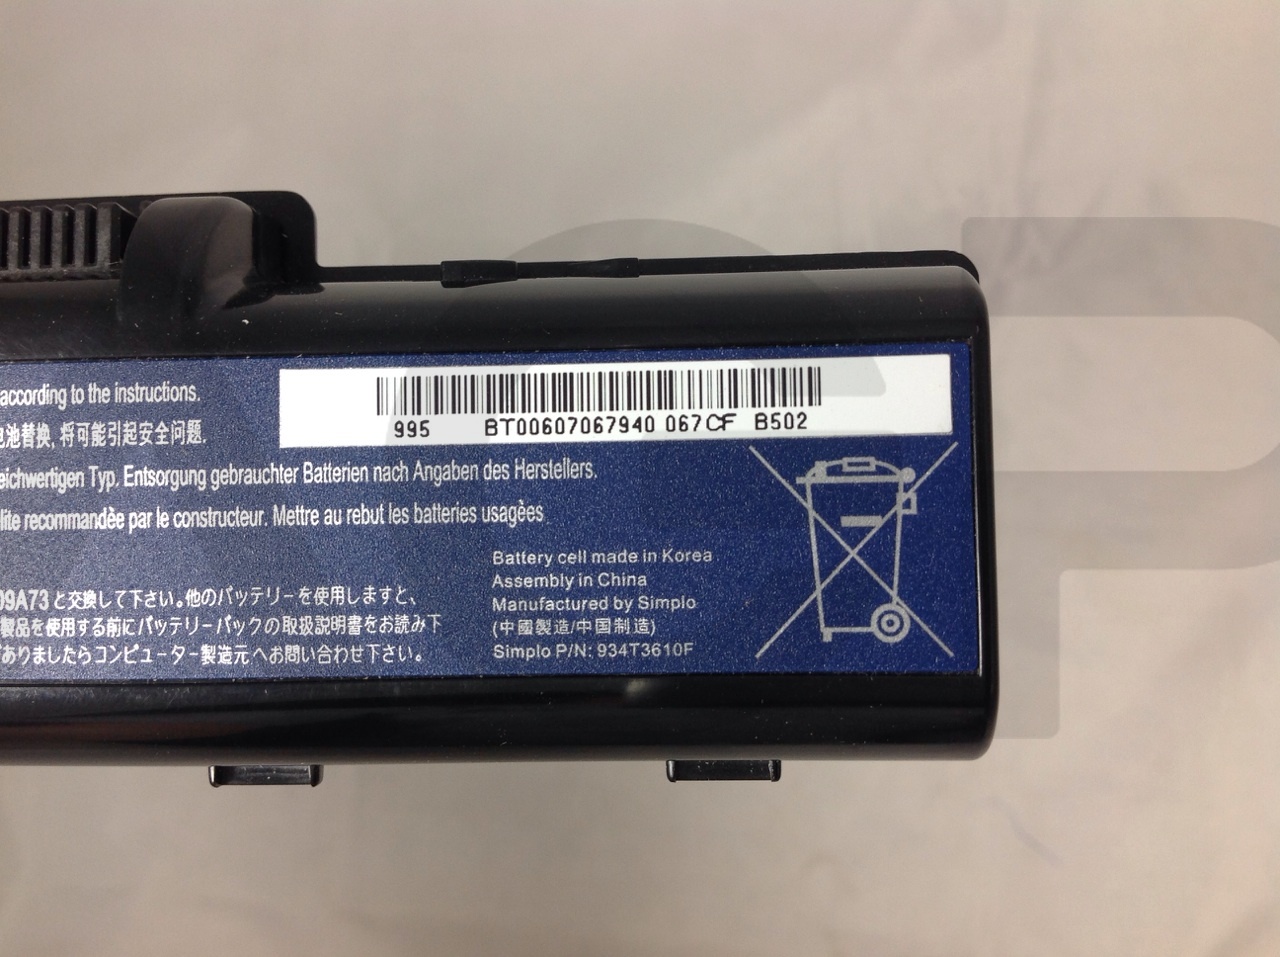 according to the instructions.
池替换, 将可能引起安全问题.
995 BT00607067940 067CF B502
eichwertigen Typ. Entsorgung gebrauchter Batterien nach Angaben des Herstellers.
lite recommandèe par le constructeur. Mettre au rebut les batteries usagèes
Battery cell made in Korea
Assembly in China
Manufactured by Simplo
(中國製造/中国制造)
Simplo P/N: 934T3610F
09A73 と交換して下さい。他のバッテリーを使用しますと、
製品を使用する前にバッテリーパックの取扱説明書をお読み下
ありましたらコンピューター製造元へお問い合わせ下さい。
CP